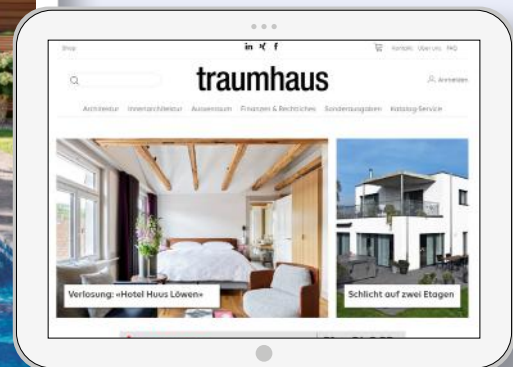 Shop
in f
Kontakt Über uns FAQ
traumhaus
Anmelden
Architektur Innenarchitektur Aussenraum Finanzen & Rechtliches Sonderausgaben Katalog-Service
Verlosung: «Hotel Huus Löwen»
Schlicht auf zwei Etagen